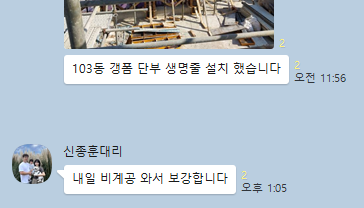 2
103동 갱폼 단부 생명줄 설치 했습니다
2
오전 11:56
신종훈대리
내일 비계공 와서 보강합니다
2
오후 1:05